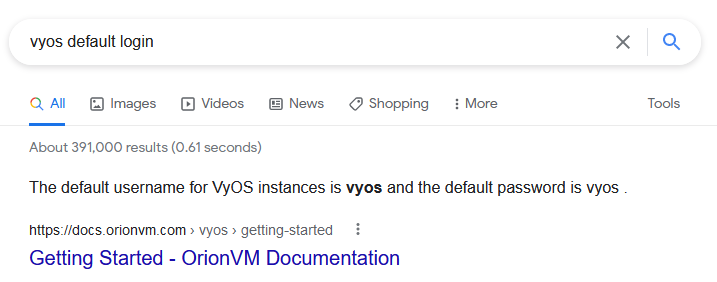 vyos default login
All Images Videos News Shopping More Tools
About 391,000 results (0.61 seconds)
The default username for VyOS instances is vyos and the default password is vyos .
https://docs.orionvm.com › vyos › getting-started
Getting Started - OrionVM Documentation